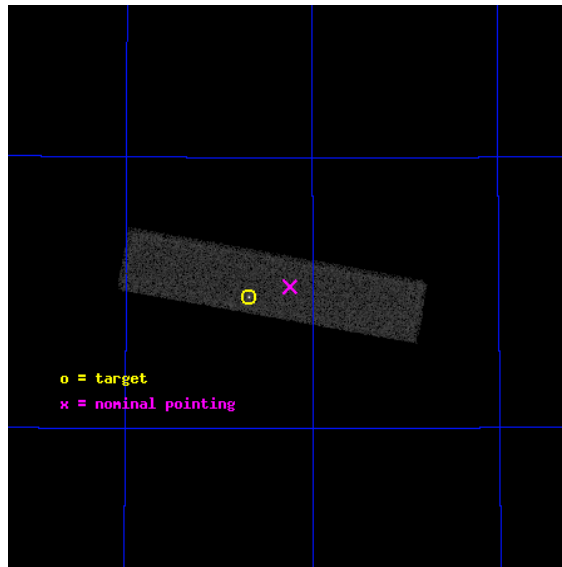 o = target
x = nominal pointing